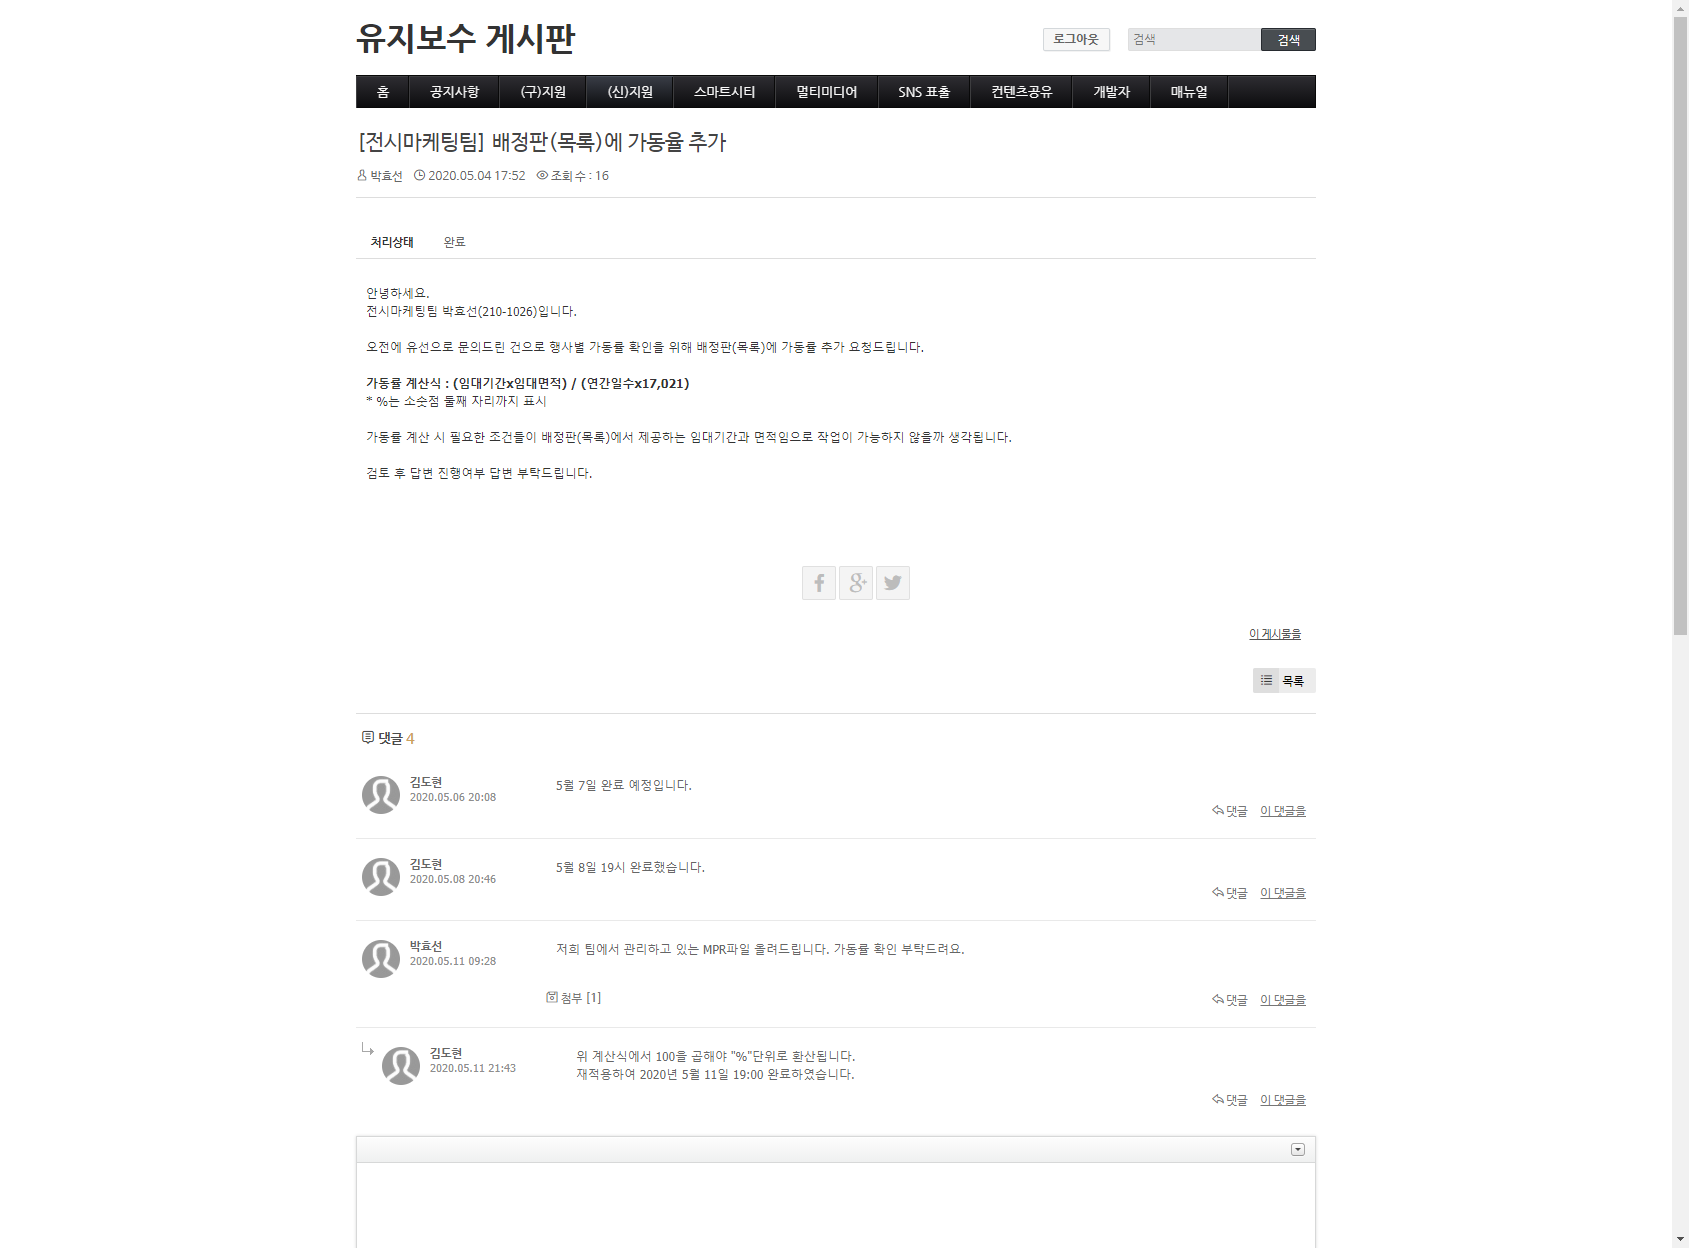 유지보수 게시판
로그아웃
검색
검색
홈 공지사항 (구)지원 (신)지원 스마트시티 멀티미디어 SNS 표출 컨텐츠공유 개발자 매뉴얼
[전시마케팅팀] 배정판(목록)에 가동율 추가
박효선 2020.05.04 17:52 조회 수 : 16
처리상태 완료
안녕하세요.
전시마케팅팀 박효선(210-1026)입니다.
오전에 유선으로 문의드린 건으로 행사별 가동률 확인을 위해 배정판(목록)에 가동률 추가 요청드립니다.
가동률 계산식 : (임대기간x임대면적) / (연간일수x17,021)
* %는 소숫점 둘째 자리까지 표시
가동률 계산 시 필요한 조건들이 배정판(목록)에서 제공하는 임대기간과 면적임으로 작업이 가능하지 않을까 생각됩니다.
검토 후 답변 진행여부 답변 부탁드립니다.
이 게시물을
목록
댓글 4
김도현
2020.05.06 20:08
5월 7일 완료 예정입니다.
댓글 이 댓글을
김도현
2020.05.08 20:46
5월 8일 19시 완료했습니다.
댓글 이 댓글을
박효선
2020.05.11 09:28
저희 팀에서 관리하고 있는 MPR파일 올려드립니다. 가동률 확인 부탁드려요.
첨부 [1]
댓글 이 댓글을
김도현
2020.05.11 21:43
위 계산식에서 100을 곱해야 "%"단위로 환산됩니다.
재적용하여 2020년 5월 11일 19:00 완료하였습니다.
댓글 이 댓글을